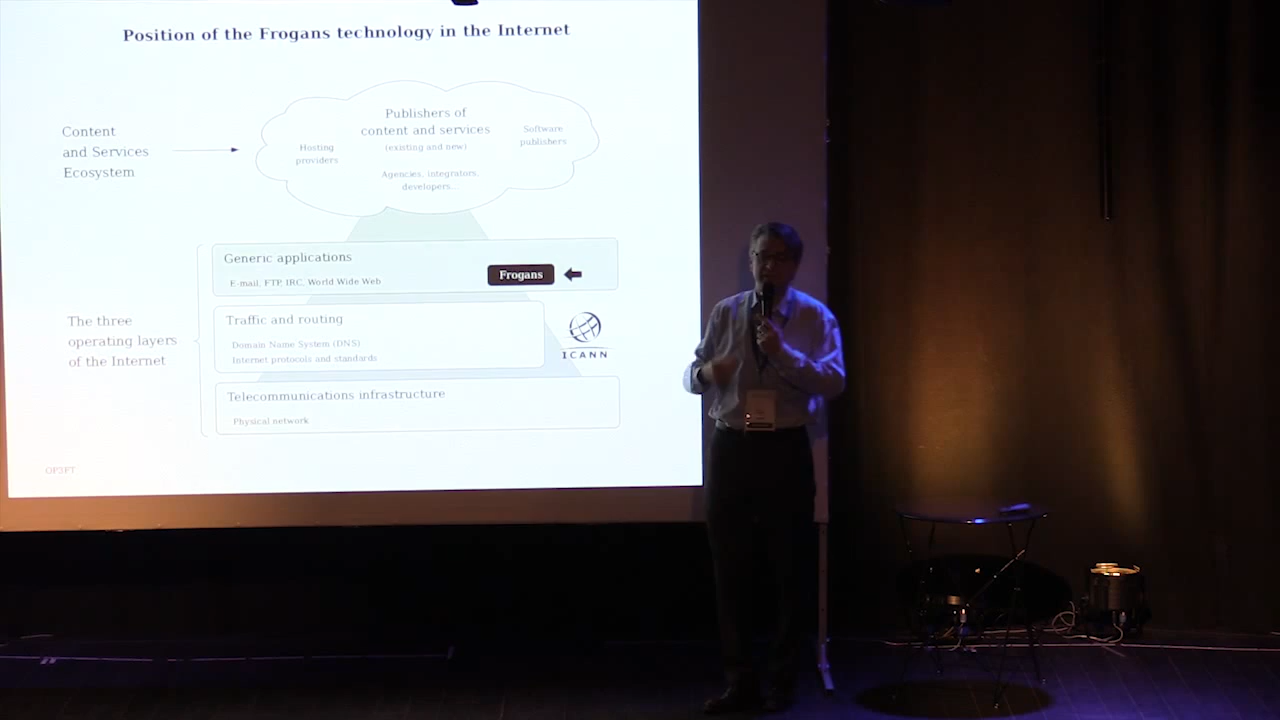 Position of the Frogans technology in the Internet
Content
and Services
Ecosystem
Publishers of
content and services
(existing and new)
Hosting
providers
Software
publishers
Agencies, integrators,
developers...
The three
operating layers
of the Internet
Generic applications
E-mail, FTP, IRC, World Wide Web
Frogans
Traffic and routing
Domain Name System (DNS)
Internet protocols and standards
ICANN
Telecommunications infrastructure
Physical network
OP3FT